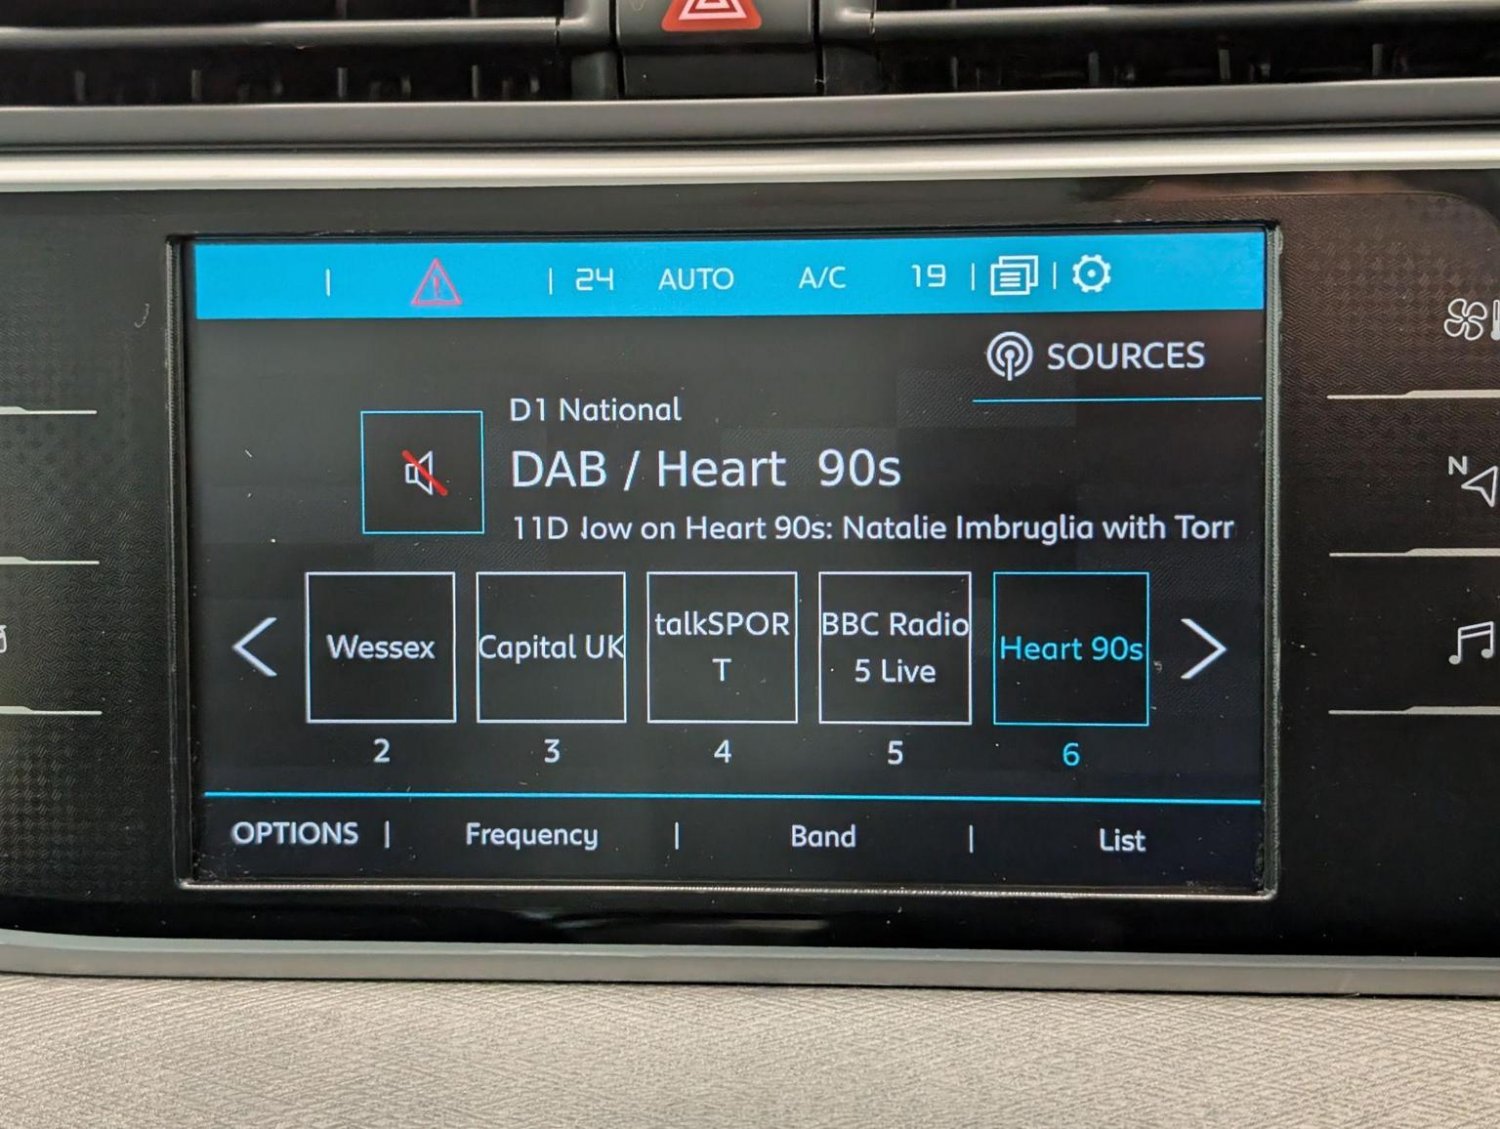 | | 24 AUTO A/C 19 | |
SOURCES
D1 National
DAB / Heart 90s
11D low on Heart 90s: Natalie Imbruglia with Torr
Wessex
Capital UK
talkSPOR
T
BBC Radio
5 Live
Heart 90s
2 3 4 5 6
OPTIONS | Frequency | Band | List
N